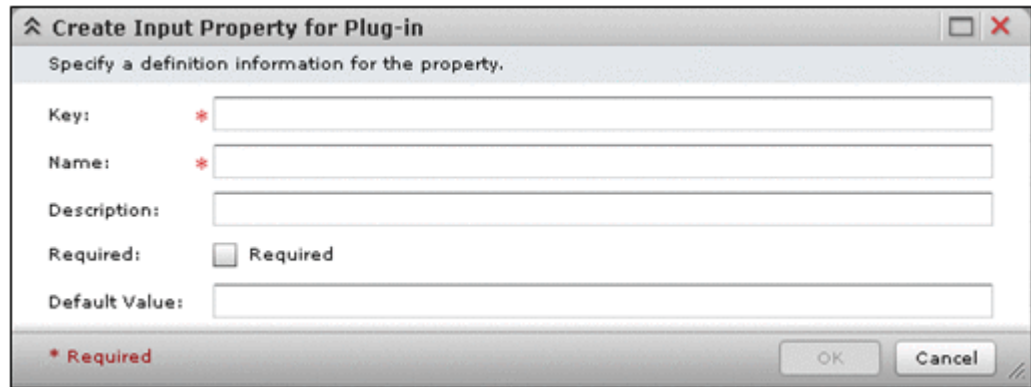 Create Input Property for Plug-in
Specify a definition information for the property.
Key: *
Name: *
Description:
Required: Required
Default Value:
* Required OK Cancel